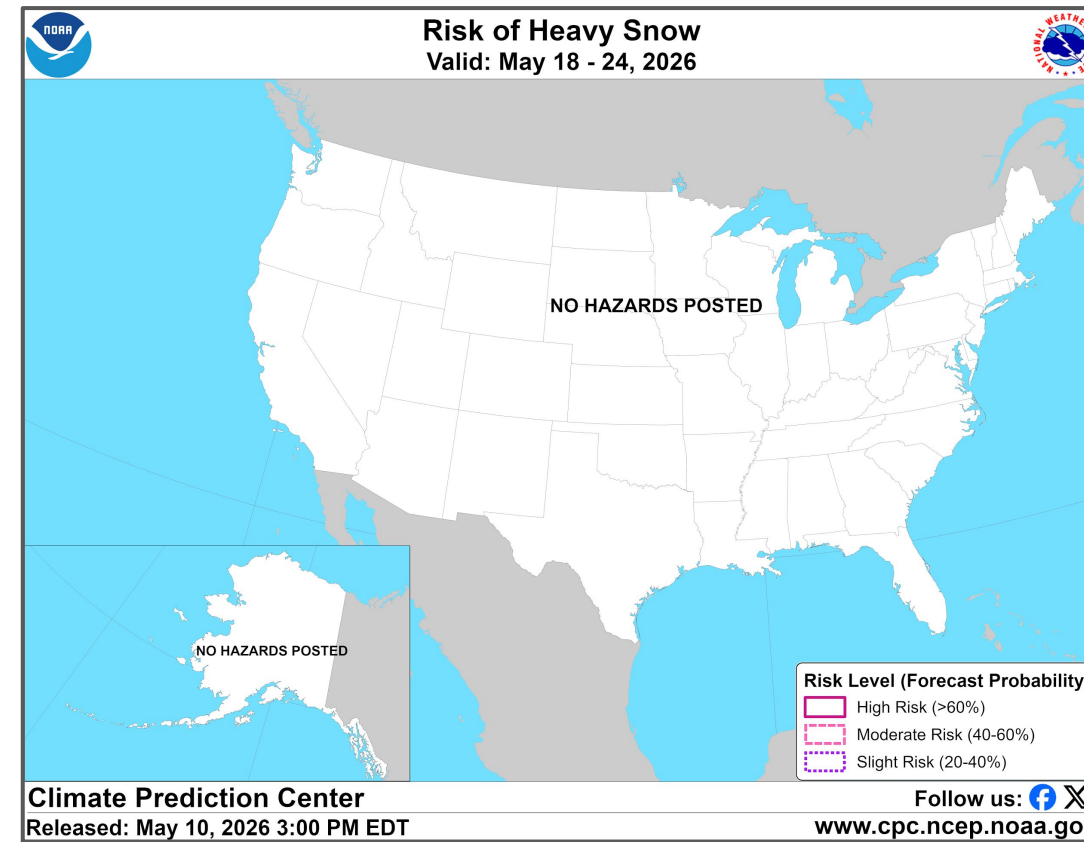 NOAA
Risk of Heavy Snow
Valid: May 18 - 24, 2026
NATIONAL WEATHE
NO HAZARDS POSTED
NO HAZARDS POSTED
Risk Level (Forecast Probability
High Risk (>60%)
Moderate Risk (40-60%)
Slight Risk (20-40%)
Climate Prediction Center
Follow us:
Released: May 10, 2026 3:00 PM EDT
www.cpc.ncep.noaa.go